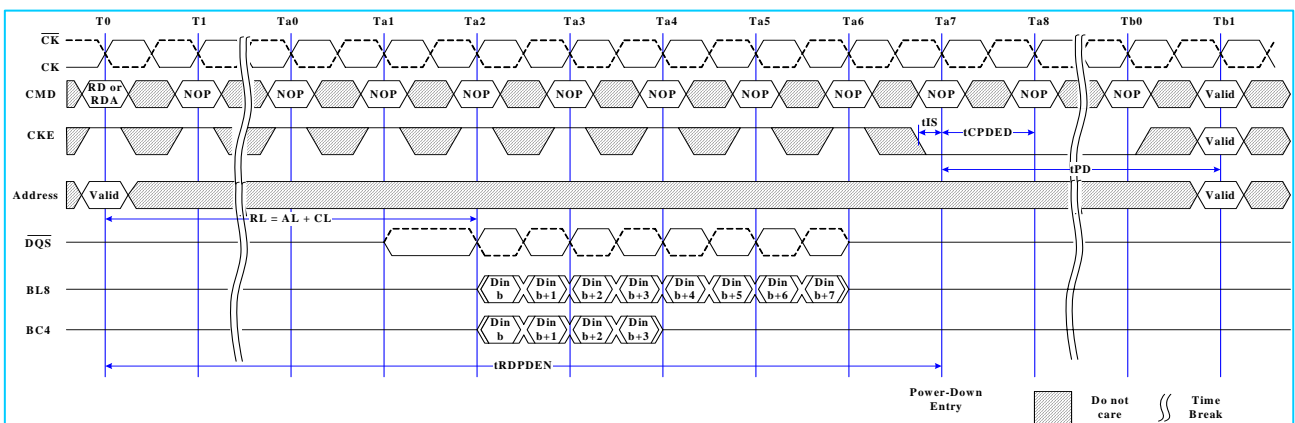 T0 T1 Ta0 Ta1 Ta2 Ta3 Ta4 Ta5 Ta6 Ta7 Ta8 Tb0 Tb1
CK
CK
CMD RD or RDA NOP NOP NOP NOP NOP NOP NOP NOP NOP NOP NOP Valid
CKE tIS tCPDED Valid
tPD
Address Valid Valid
RL = AL + CL
DQS
BL8 Din b Din b+1 Din b+2 Din b+3 Din b+4 Din b+5 Din b+6 Din b+7
BC4 Din b Din b+1 Din b+2 Din b+3
tRDPDEN
Power-Down Entry
Do not care
Time Break